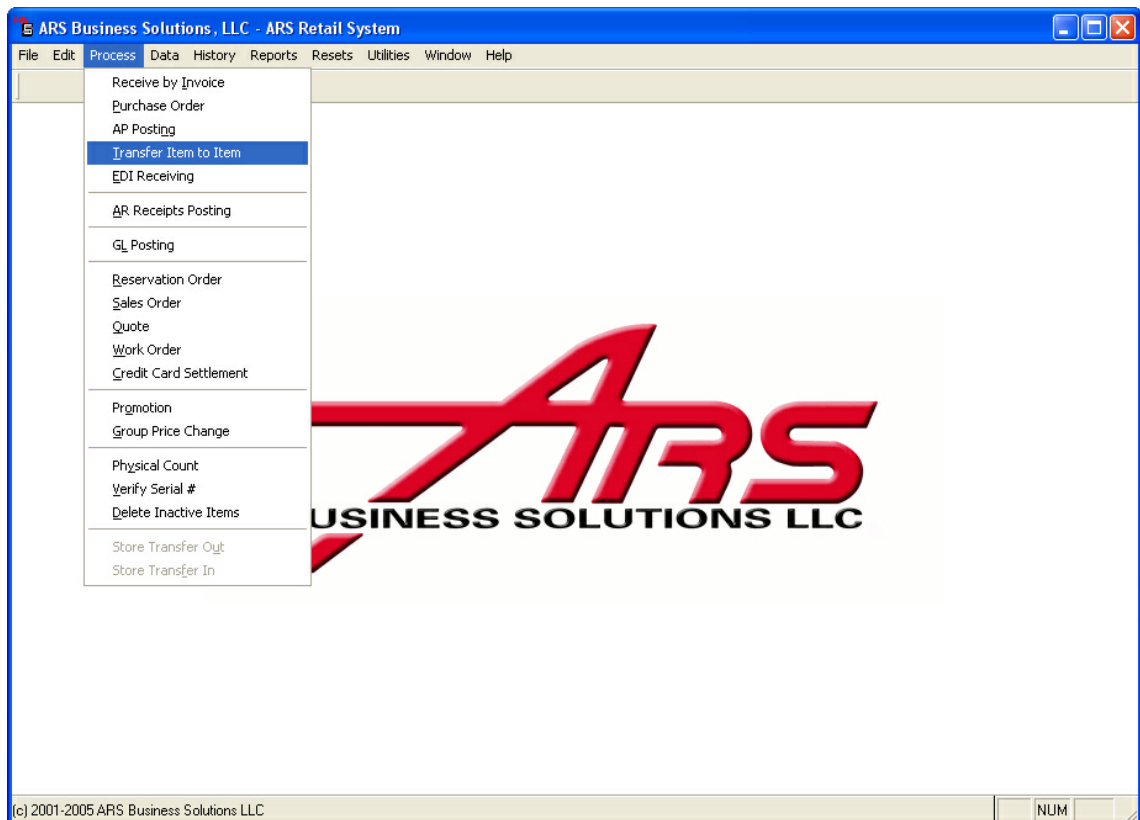 ARS Business Solutions, LLC - ARS Retail System
File Edit Process Data History Reports Resets Utilities Window Help
Receive by Invoice
Purchase Order
AP Posting
Transfer Item to Item
EDI Receiving
AR Receipts Posting
GL Posting
Reservation Order
Sales Order
Quote
Work Order
Credit Card Settlement
Promotion
Group Price Change
Physical Count
Verify Serial #
Delete Inactive Items
Store Transfer Out
Store Transfer In
ARS
USINESS SOLUTIONS LLC
(c) 2001-2005 ARS Business Solutions LLC NUM